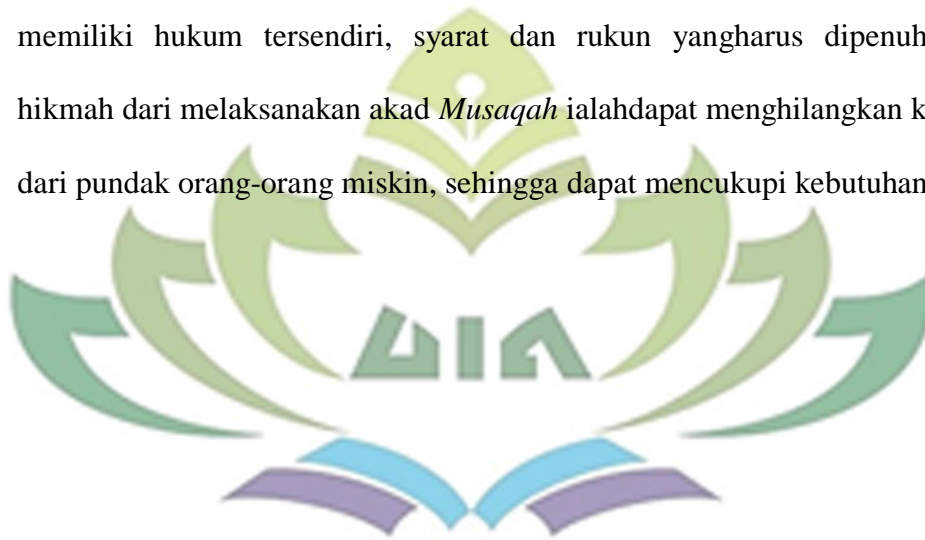 memiliki hukum tersendiri, syarat dan rukun yangharus dipenuh
hikmah dari melaksanakan akad Musaqah ialahdapat menghilangkan k
dari pundak orang-orang miskin, sehingga dapat mencukupi kebutuhan
UIN